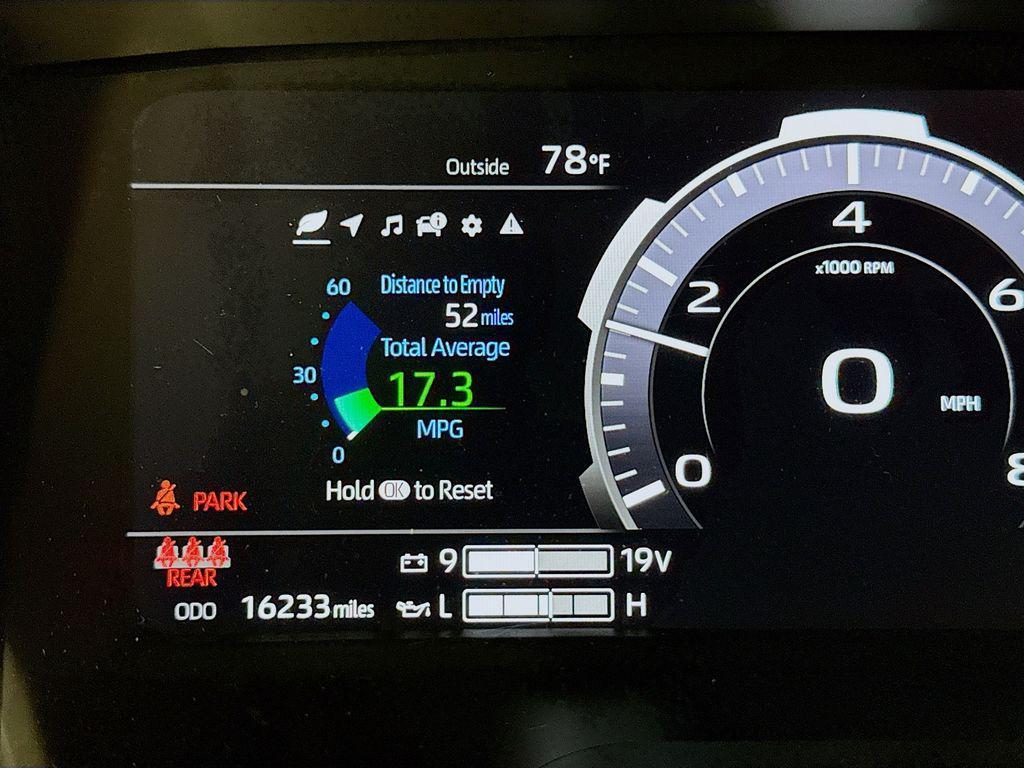 Outside 78°F
60
Distance to Empty
52 miles
Total Average
30
17.3
MPG
0
Hold OK to Reset
PARK
REAR
9 19V
ODO 16233 miles
L H
4
x1000 RPM
2
6
0
MPH
0
8